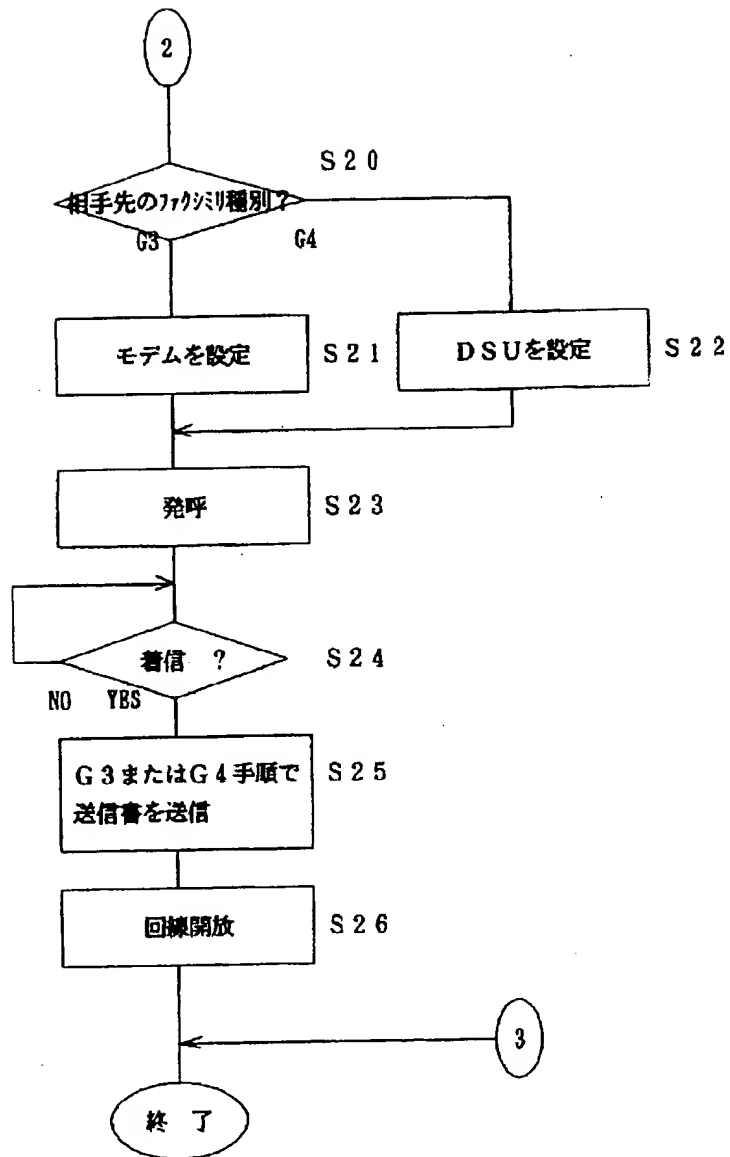 2
S20
相手先のファクシミリ種別?
G3 G4
モデムを設定 S21
DSUを設定 S22
発呼 S23
着信 ? S24
NO YES
G3またはG4手順で S25
送信書を送信
回線開放 S26
3
終 了